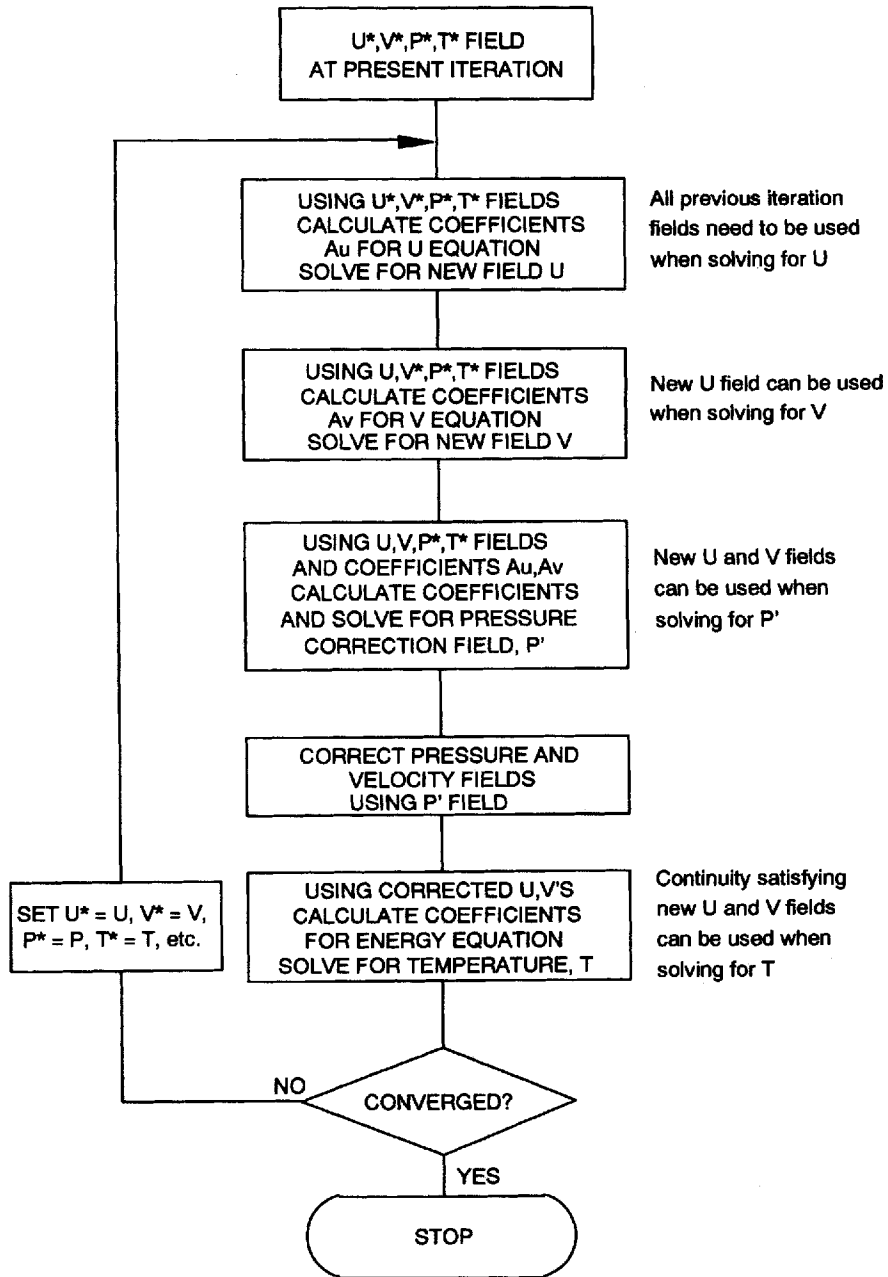 U*,V*,P*,T* FIELD
AT PRESENT ITERATION
USING U*,V*,P*,T* FIELDS
CALCULATE COEFFICIENTS
Au FOR U EQUATION
SOLVE FOR NEW FIELD U
All previous iteration
fields need to be used
when solving for U
USING U,V*,P*,T* FIELDS
CALCULATE COEFFICIENTS
Av FOR V EQUATION
SOLVE FOR NEW FIELD V
New U field can be used
when solving for V
USING U,V,P*,T* FIELDS
AND COEFFICIENTS Au,Av
CALCULATE COEFFICIENTS
AND SOLVE FOR PRESSURE
CORRECTION FIELD, P'
New U and V fields
can be used when
solving for P'
CORRECT PRESSURE AND
VELOCITY FIELDS
USING P' FIELD
SET U* = U, V* = V,
P* = P, T* = T, etc.
USING CORRECTED U,V'S
CALCULATE COEFFICIENTS
FOR ENERGY EQUATION
SOLVE FOR TEMPERATURE, T
Continuity satisfying
new U and V fields
can be used when
solving for T
NO
CONVERGED?
YES
STOP